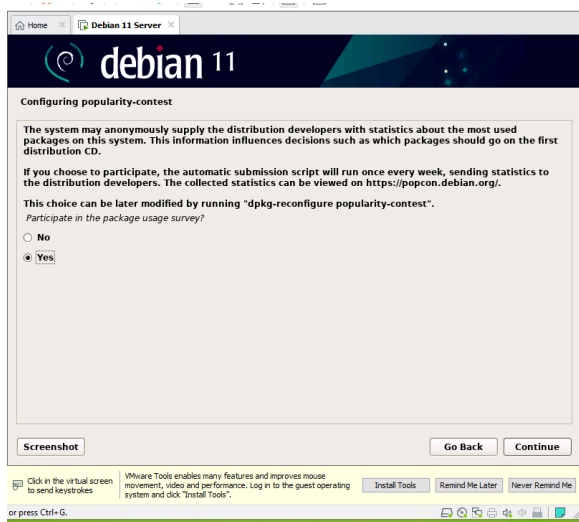 Home
Debian 11 Server
debian 11
Configuring popularity-contest
The system may anonymously supply the distribution developers with statistics about the most used
packages on this system. This information influences decisions such as which packages should go on the first
distribution CD.
If you choose to participate, the automatic submission script will run once every week, sending statistics to
the distribution developers. The collected statistics can be viewed on https://popcon.debian.org/.
This choice can be later modified by running "dpkg-reconfigure popularity-contest".
Participate in the package usage survey?
No
Yes
Screenshot
Go Back
Continue
Click in the virtual screen
to send keystrokes
VMware Tools enables many features and improves mouse
movement, video and performance. Log in to the guest operating
system and click "Install Tools".
Install Tools
Remind Me Later
Never Remind Me
or press Ctrl+G.